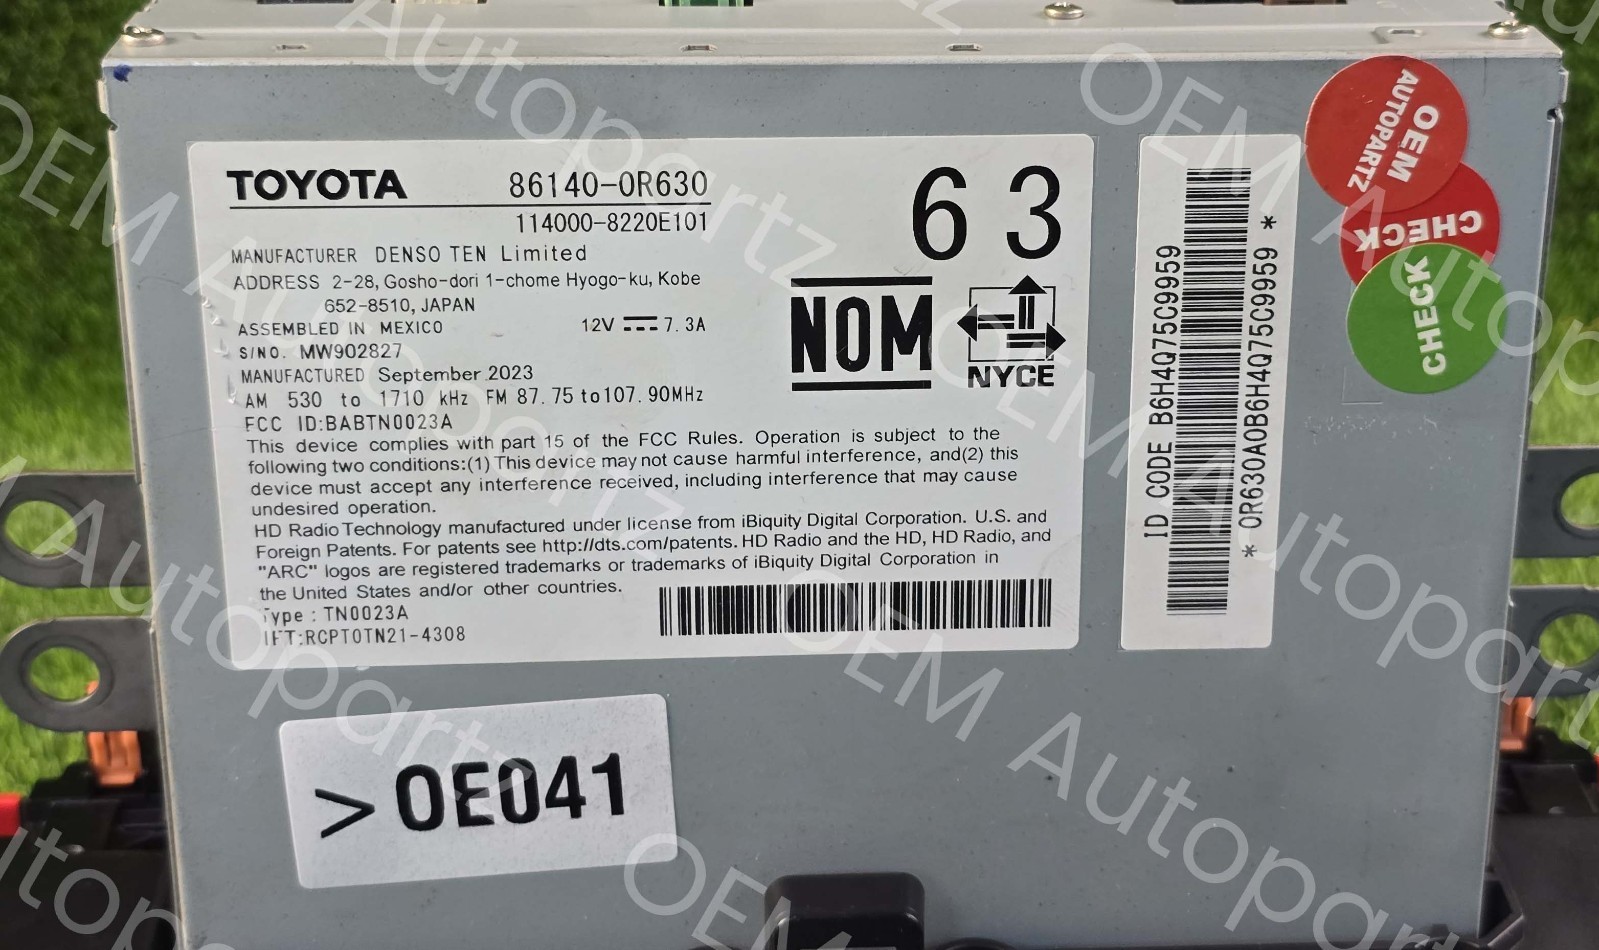 TOYOTA 86140-0R630
114000-8220E101
MANUFACTURER DENSO TEN Limited
ADDRESS 2-28, Gosho-dori 1-chome Hyogo-ku, Kobe
652-8510, JAPAN
ASSEMBLED IN MEXICO 12V 7.3A
S/NO. MW902827
MANUFACTURED September 2023
AM 530 to 1710 kHz FM 87.75 to107.90MHz
FCC ID:BABTN0023A
This device complies with part 15 of the FCC Rules. Operation is subject to the
following two conditions:(1) This device may not cause harmful interference, and(2) this
device must accept any interference received, including interference that may cause
undesired operation.
HD Radio Technology manufactured under license from iBiquity Digital Corporation. U.S. and
Foreign Patents. For patents see http://dts.com/patents. HD Radio and the HD, HD Radio, and
"ARC" logos are registered trademarks or trademarks of iBiquity Digital Corporation in
the United States and/or other countries.
Type : TN0023A
IFT:RCPTOTN21-4308
63
NOM
NYCE
ID CODE B6H4Q75C9959
* 0R630A0B6H4Q75C9959 *
OEM
AUTOPARTZ
CHECK
CHECK
>0E041
OEM Autopartz
OEM Autopartz
OEM Autopartz
OEM Autopartz